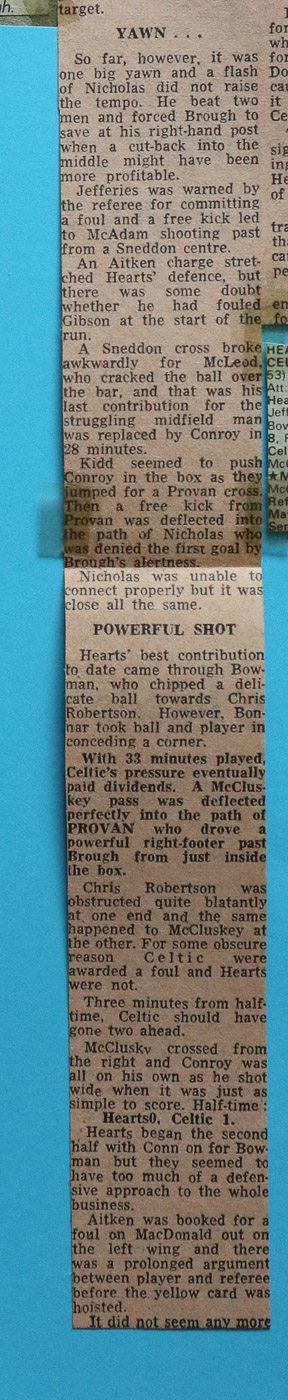 gh.
target.
YAWN . . .
So far, however, it was
one big yawn and a flash
of Nicholas did not raise
the tempo. He beat two
men and forced Brough to
save at his right-hand post
when a cut-back into the
middle might have been
more profitable.
Jefferies was warned by
the referee for committing
a foul and a free kick led
to McAdam shooting past
from a Sneddon centre.
An Aitken charge stret-
ched Hearts' defence, but
there was some doubt
whether he had fouled
Gibson at the start of the
run.
A Sneddon cross broke
awkwardly for McLeod,
who cracked the ball over
the bar, and that was his
last contribution for the
struggling midfield man
was replaced by Conroy in
28 minutes.
Kidd seemed to push
Conroy in the box as they
jumped for a Provan cross.
Then a free kick from
Provan was deflected into
the path of Nicholas who
was denied the first goal by
Brough's alertness.
Nicholas was unable to
connect properly but it was
close all the same.
POWERFUL SHOT
Hearts' best contribution
to date came through Bow-
man, who chipped a deli-
cate ball towards Chris
Robertson. However, Bon-
nar took ball and player in
conceding a corner.
With 33 minutes played,
Celtic's pressure eventually
paid dividends. A McClus-
key pass was deflected
perfectly into the path of
PROVAN who drove a
powerful right-footer past
Brough from just inside
the box.
Chris Robertson was
obstructed quite blatantly
at one end and the same
happened to McCluskey at
the other. For some obscure
reason Celtic were
awarded a foul and Hearts
were not.
Three minutes from half-
time, Celtic should have
gone two ahead.
McClusky crossed from
the right and Conroy was
all on his own as he shot
wide when it was just as
simple to score. Half-time :
Hearts0, Celtic 1.
Hearts began the second
half with Conn on for Bow-
man but they seemed to
have too much of a defen-
sive approach to the whole
business.
Aitken was booked for a
foul on MacDonald out on
the left wing and there
was a prolonged argument
between player and referee
before the yellow card was
hoisted.
It did not seem any more